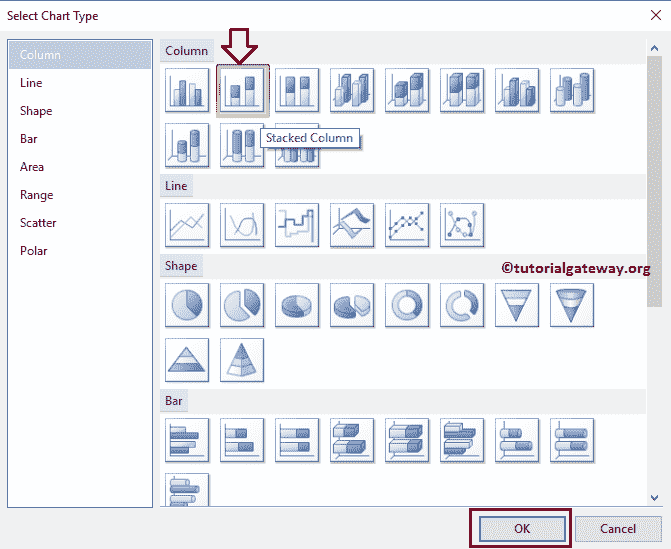 Select Chart Type
Column
Line
Shape
Bar
Area
Range
Scatter
Polar
Column
Stacked Column
Line
Shape
©tutorialgateway.org
Bar
OK
Cancel